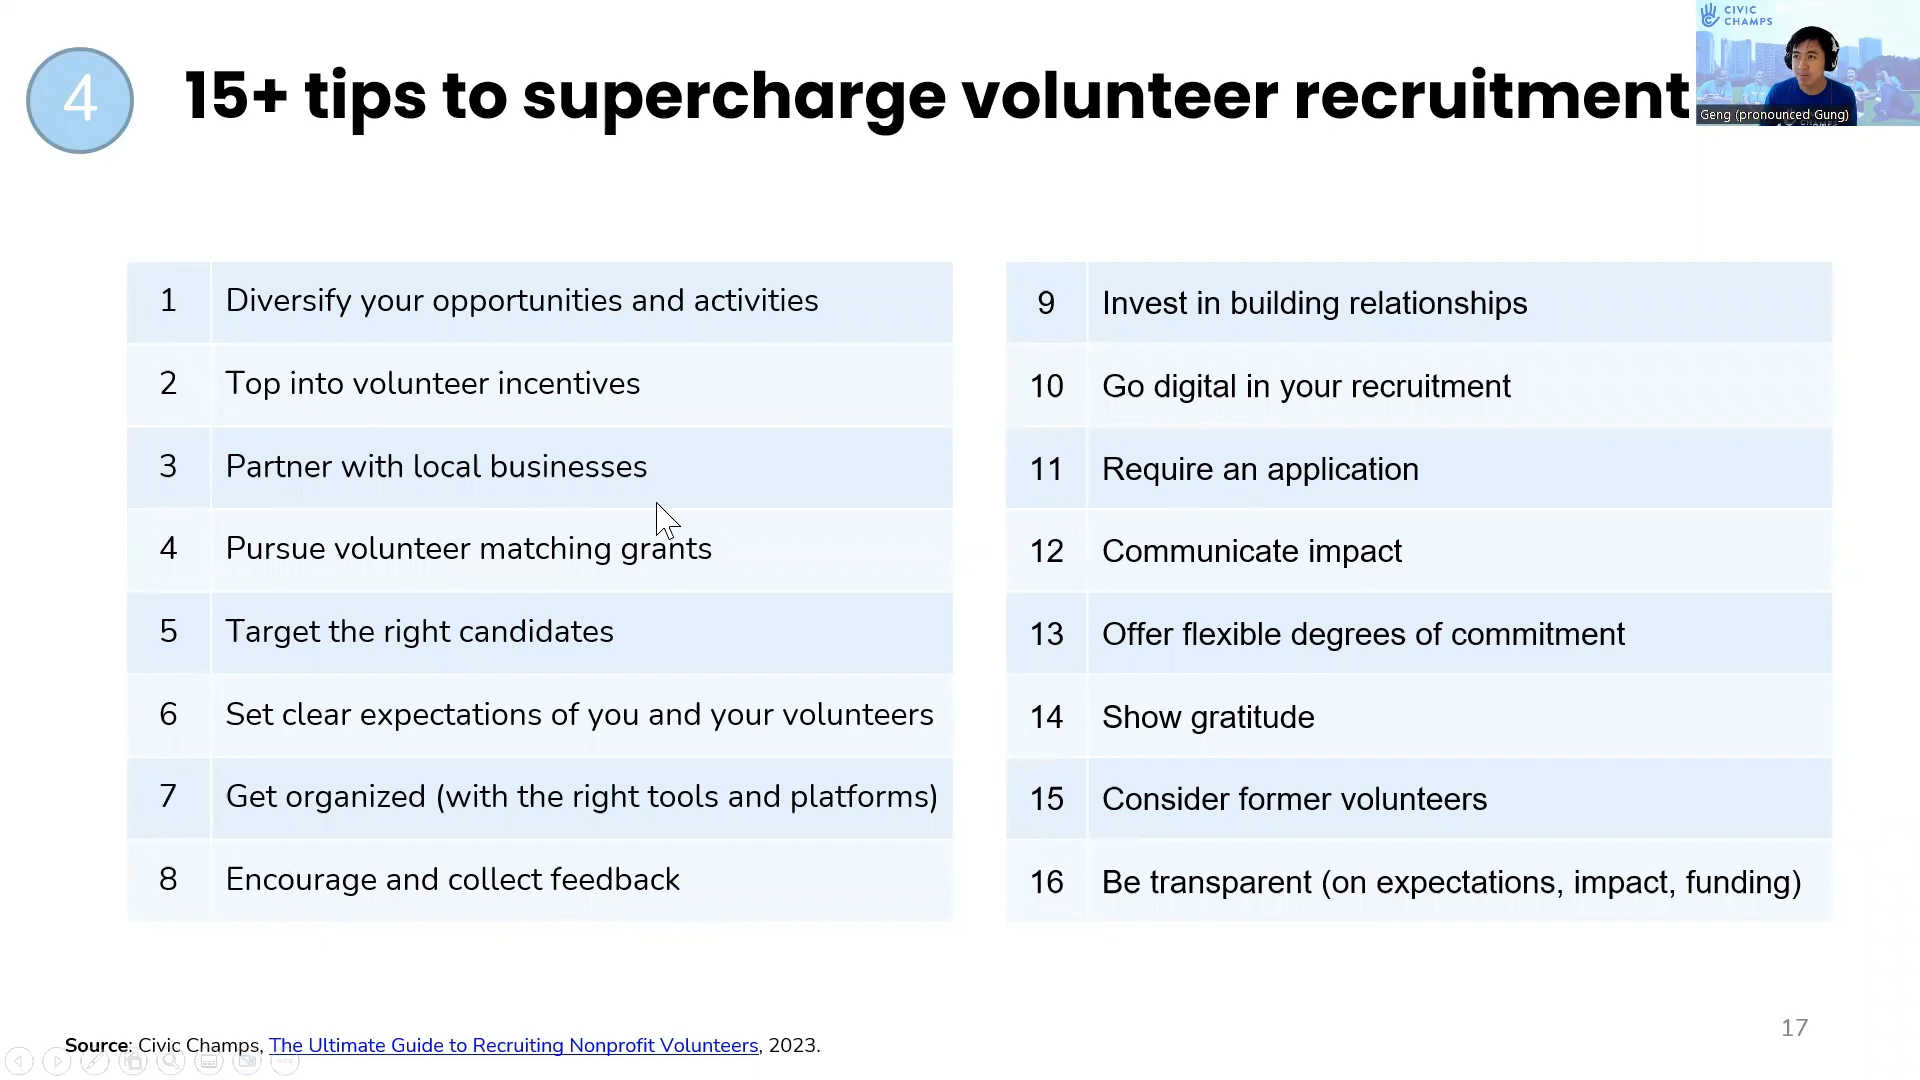 4
15+ tips to supercharge volunteer recruitment
CIVIC
CHAMPS
Geng (pronounced Gung)
1 Diversify your opportunities and activities
2 Top into volunteer incentives
3 Partner with local businesses
4 Pursue volunteer matching grants
5 Target the right candidates
6 Set clear expectations of you and your volunteers
7 Get organized (with the right tools and platforms)
8 Encourage and collect feedback
9 Invest in building relationships
10 Go digital in your recruitment
11 Require an application
12 Communicate impact
13 Offer flexible degrees of commitment
14 Show gratitude
15 Consider former volunteers
16 Be transparent (on expectations, impact, funding)
Source: Civic Champs, The Ultimate Guide to Recruiting Nonprofit Volunteers, 2023.
17